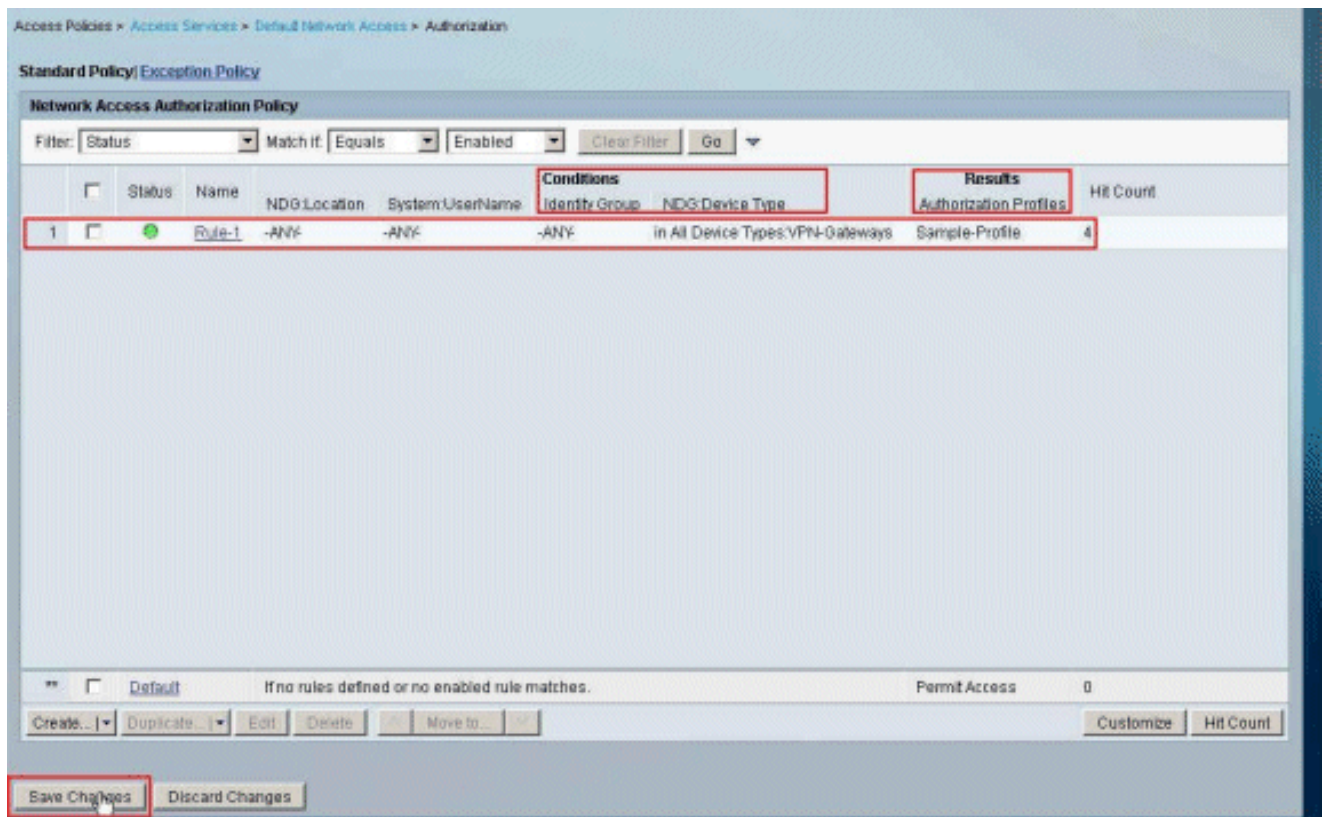 Access Policies > Access Services > Default Network Access > Authorization
Standard Policy| Exception Policy
Network Access Authorization Policy
Filter: Status Match if: Equals Enabled Clear Filter Go
Status Name Conditions Results Hit Count
NDG:Location System:UserName Identity Group NDG:Device Type Authorization Profiles
1 Rule-1 -ANY- -ANY- -ANY- in All Device Types:VPN-Gateways Sample-Profile 4
** Default If no rules defined or no enabled rule matches. Permit Access 0
Create... Duplicate... Edit Delete Move to... Customize Hit Count
Save Changes Discard Changes